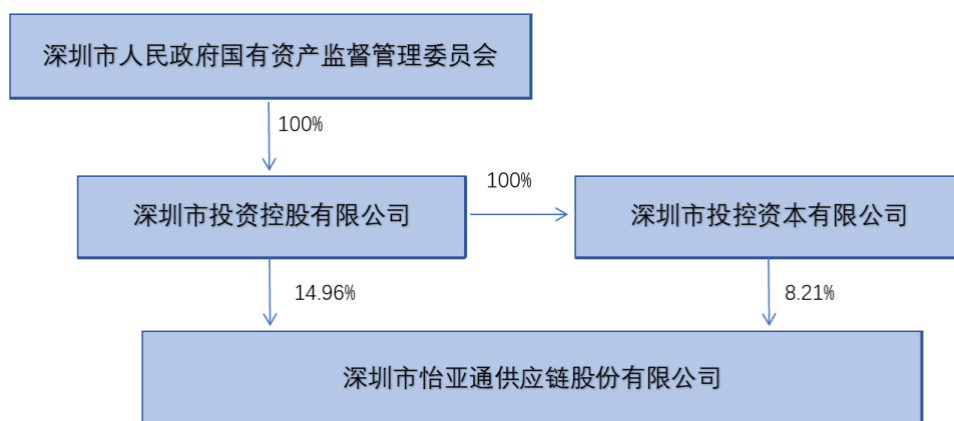 深圳市人民政府国有资产监督管理委员会
100%
深圳市投资控股有限公司
100%
深圳市投控资本有限公司
14.96%
8.21%
深圳市怡亚通供应链股份有限公司